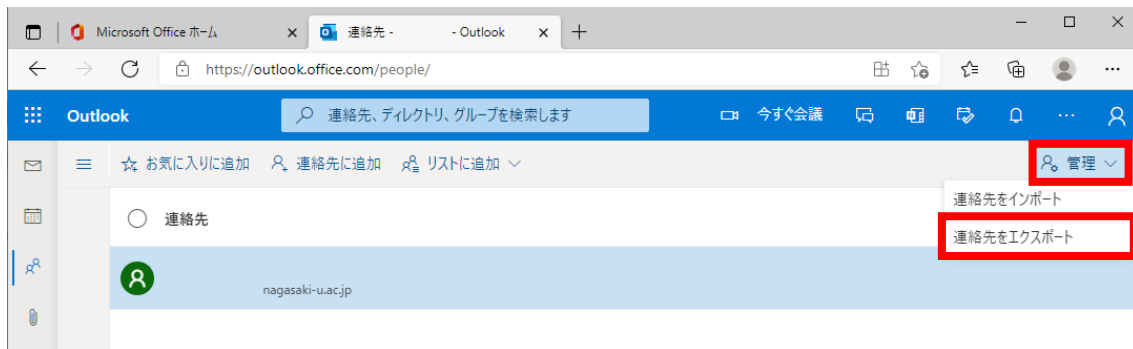 Microsoft Office ホーム
連絡先 - - Outlook
https://outlook.office.com/people/
Outlook
連絡先、ディレクトリ、グループを検索します
今すぐ会議
お気に入りに追加
連絡先に追加
リストに追加
管理
連絡先をインポート
連絡先をエクスポート
連絡先
nagasaki-u.ac.jp